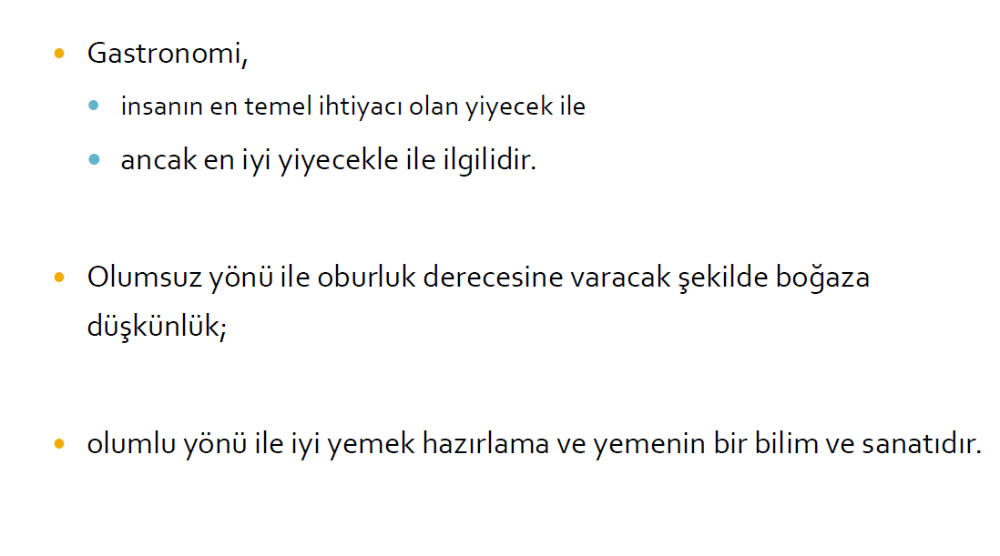 Gastronomi,
insanın en temel ihtiyacı olan yiyecek ile
ancak en iyi yiyecekle ile ilgilidir.
Olumsuz yönü ile oburluk derecesine varacak şekilde boğaza
düşkünlük;
olumlu yönü ile iyi yemek hazırlama ve yemenin bir bilim ve sanatıdır.